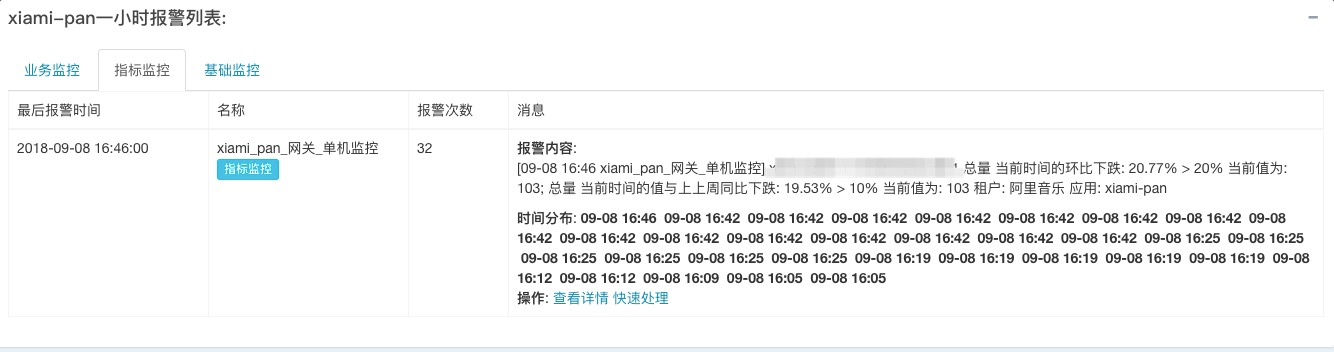 xiami-pan一小时报警列表:
业务监控 指标监控 基础监控
最后报警时间 名称 报警次数 消息
2018-09-08 16:46:00 xiami_pan_网关_单机监控 32 报警内容:
指标监控 [09-08 16:46 xiami_pan_网关_单机监控] 总量 当前时间的环比下跌: 20.77% > 20% 当前值为:
103; 总量 当前时间的值与上上周同比下跌: 19.53% > 10% 当前值为: 103 租户: 阿里音乐 应用: xiami-pan
时间分布: 09-08 16:46 09-08 16:42 09-08 16:42 09-08 16:42 09-08 16:42 09-08 16:42 09-08 16:42 09-08 16:42 09-08
16:42 09-08 16:42 09-08 16:42 09-08 16:42 09-08 16:42 09-08 16:42 09-08 16:42 09-08 16:42 09-08 16:25 09-08 16:25
09-08 16:25 09-08 16:25 09-08 16:25 09-08 16:25 09-08 16:19 09-08 16:19 09-08 16:19 09-08 16:19 09-08 16:19 09-08
16:12 09-08 16:12 09-08 16:09 09-08 16:05 09-08 16:05
操作: 查看详情 快速处理